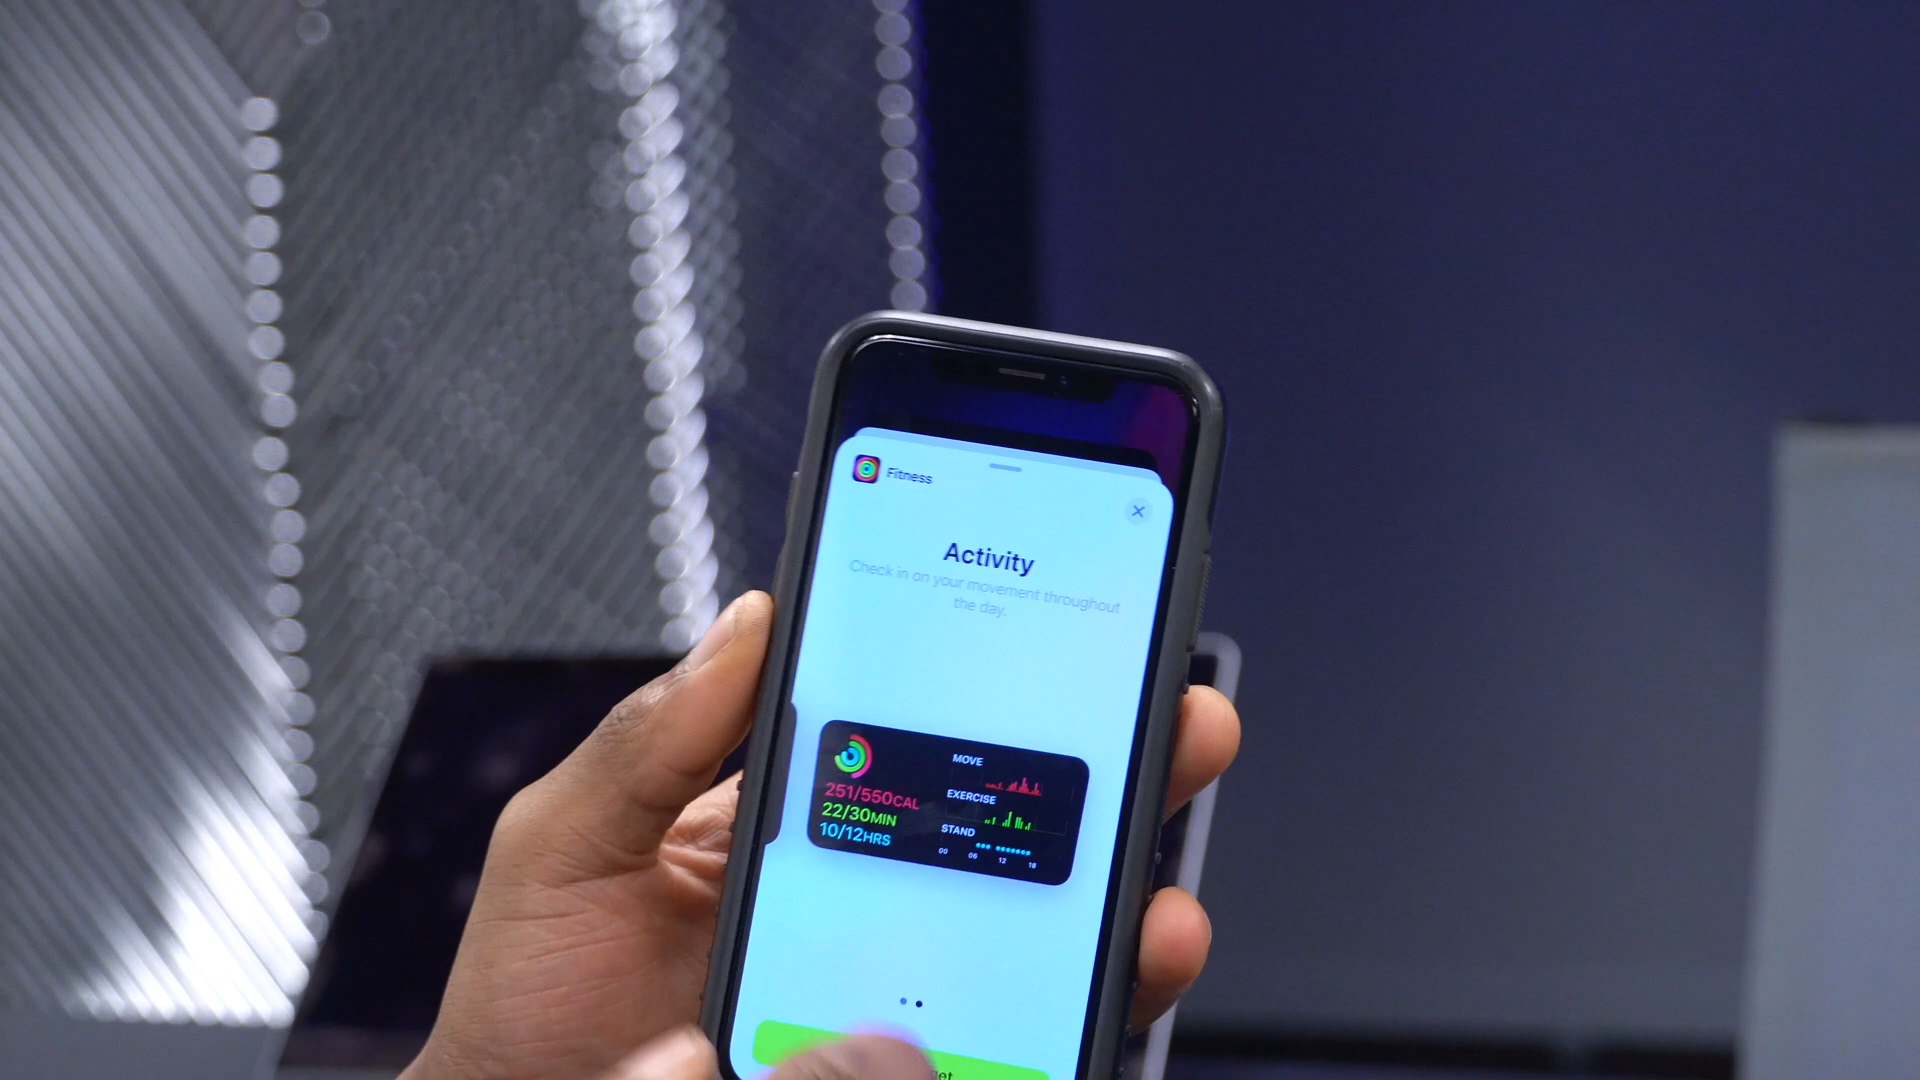 Fitness
Activity
Check in on your movement throughout
the day.
MOVE
251/550CAL
EXERCISE
22/30MIN
STAND
10/12HRS
00 06 12 18